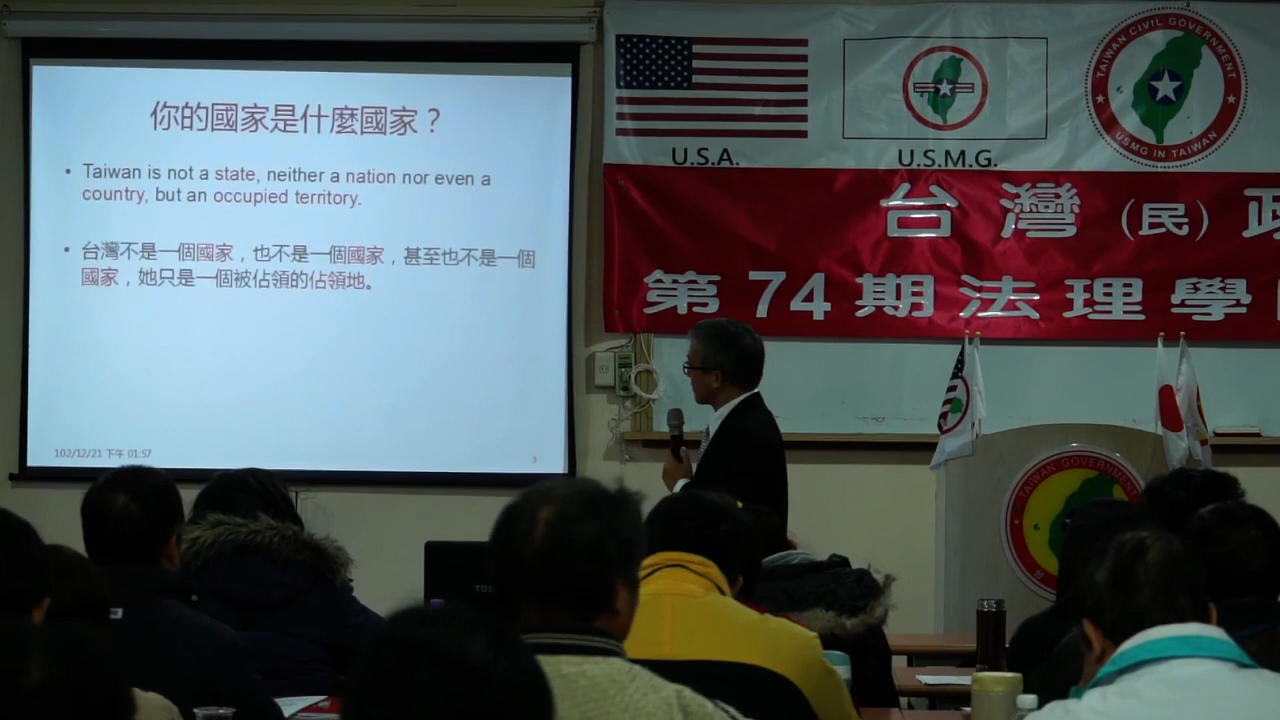 你的國家是什麼國家？
• Taiwan is not a state, neither a nation nor even a
country, but an occupied territory.
• 台灣不是一個國家，也不是一個國家，甚至也不是一個
國家，她只是一個被佔領的佔領地。
102/12/21 下午 01:57
3
U.S.A.
U.S.M.G.
TAIWAN CIVIL GOVERNMENT
USMG IN TAIWAN
台灣（民）政
第74期法理學
TAIWAN GOVERNMENT
TOS